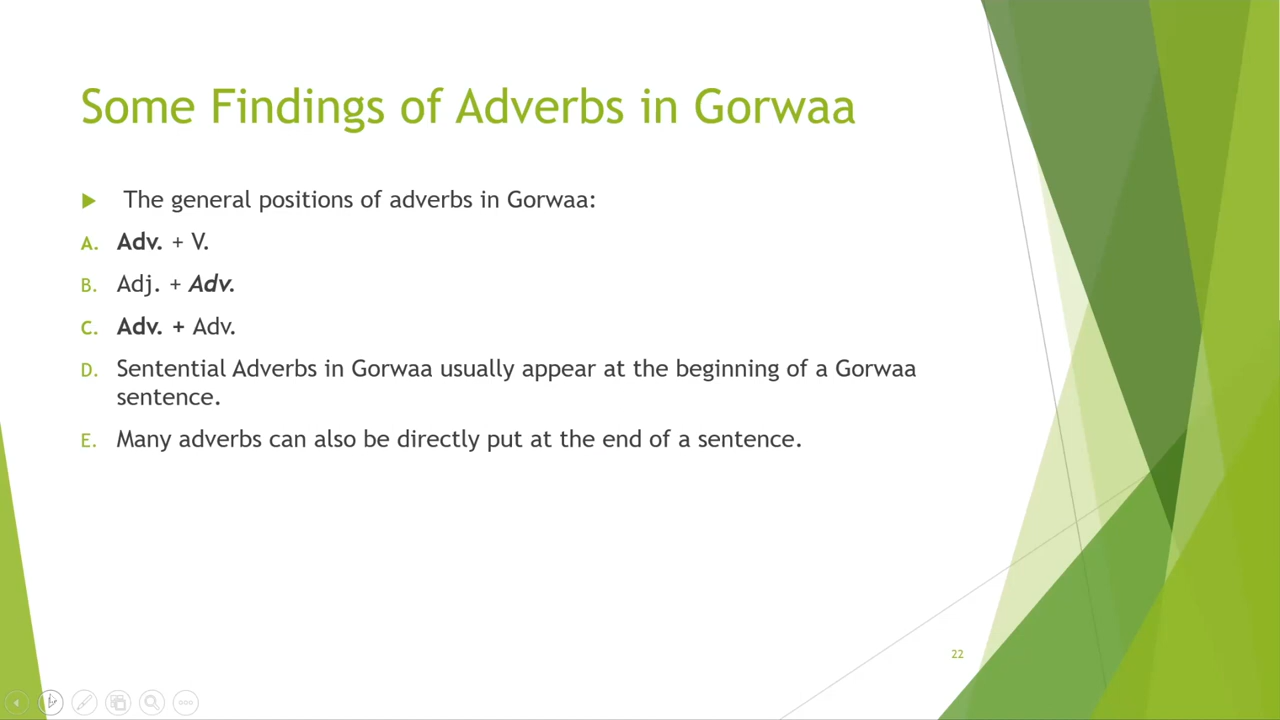 Some Findings of Adverbs in Gorwaa
The general positions of adverbs in Gorwaa:
A. Adv. + V.
B. Adj. + Adv.
C. Adv. + Adv.
D. Sentential Adverbs in Gorwaa usually appear at the beginning of a Gorwaa
sentence.
E. Many adverbs can also be directly put at the end of a sentence.
22